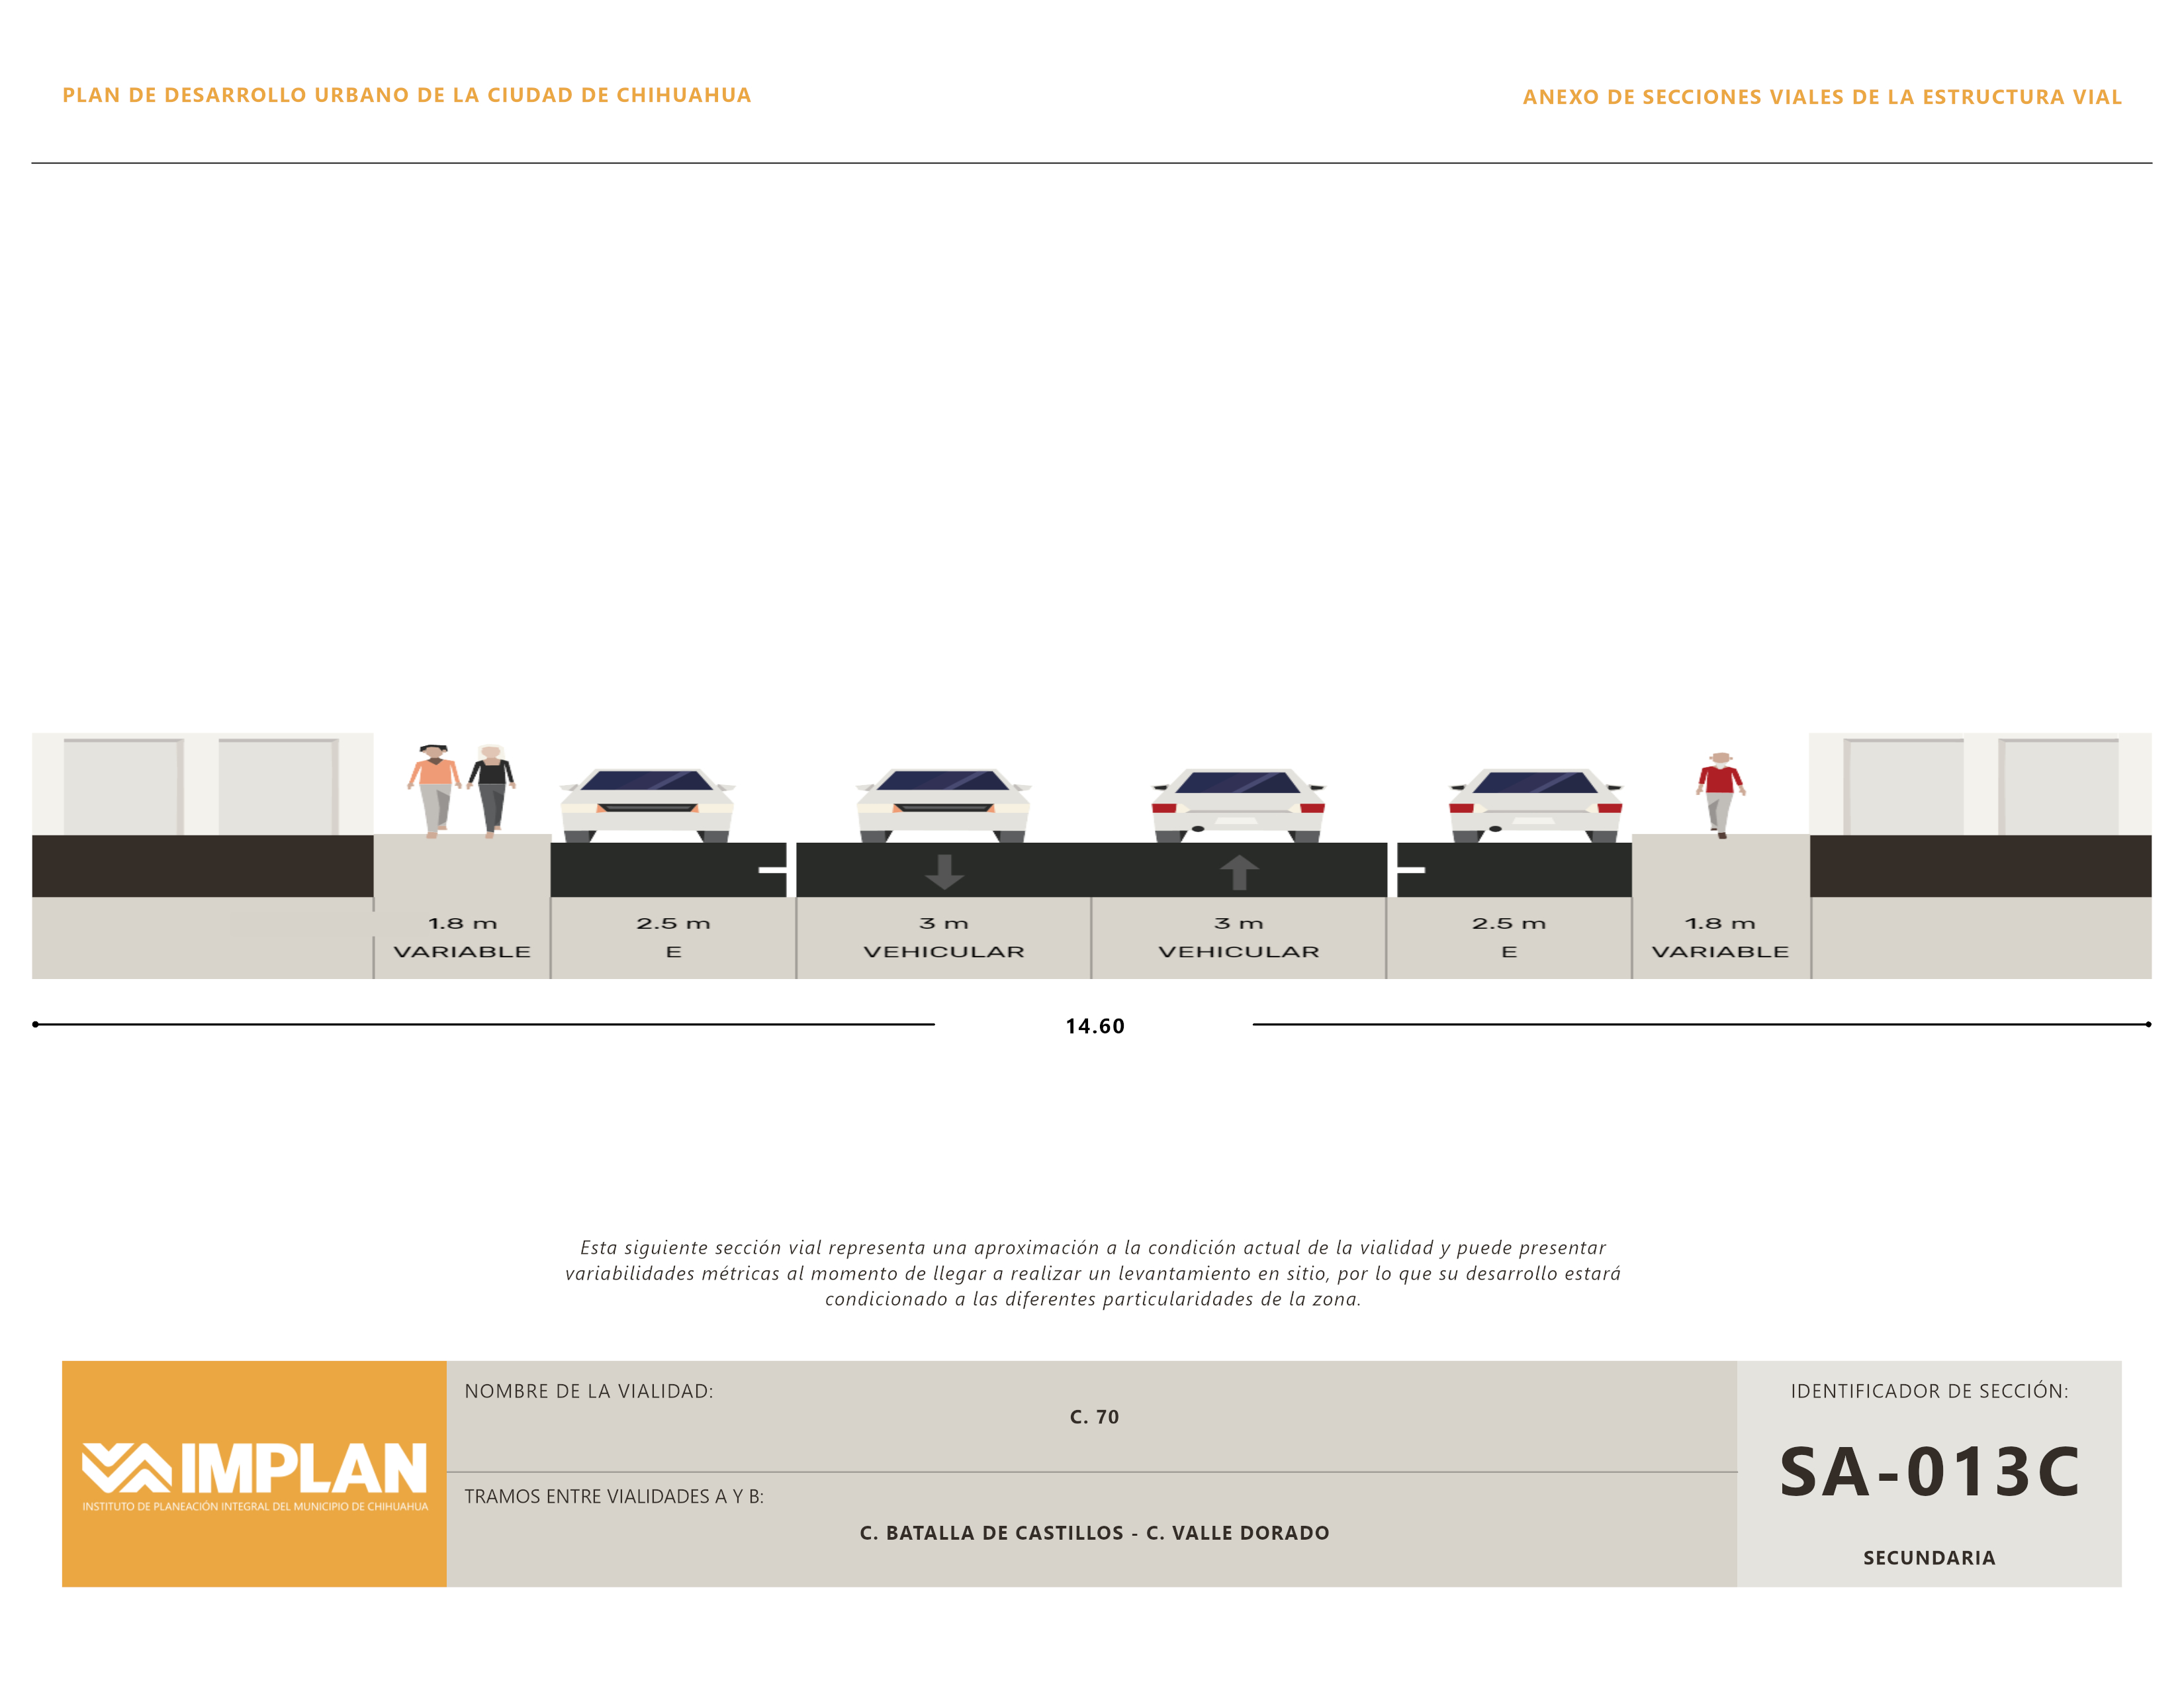 PLAN DE DESARROLLO URBANO DE LA CIUDAD DE CHIHUAHUA
ANEXO DE SECCIONES VIALES DE LA ESTRUCTURA VIAL
1.8 m 2.5 m 3 m 3 m 2.5 m 1.8 m
VARIABLE E VEHICULAR VEHICULAR E VARIABLE
14.60
Esta siguiente sección vial representa una aproximación a la condición actual de la vialidad y puede presentar
variabilidades métricas al momento de llegar a realizar un levantamiento en sitio, por lo que su desarrollo estará
condicionado a las diferentes particularidades de la zona.
IMPLAN
INSTITUTO DE PLANEACIÓN INTEGRAL DEL MUNICIPIO DE CHIHUAHUA
NOMBRE DE LA VIALIDAD:
C. 70
TRAMOS ENTRE VIALIDADES A Y B:
C. BATALLA DE CASTILLOS - C. VALLE DORADO
IDENTIFICADOR DE SECCIÓN:
SA-013C
SECUNDARIA